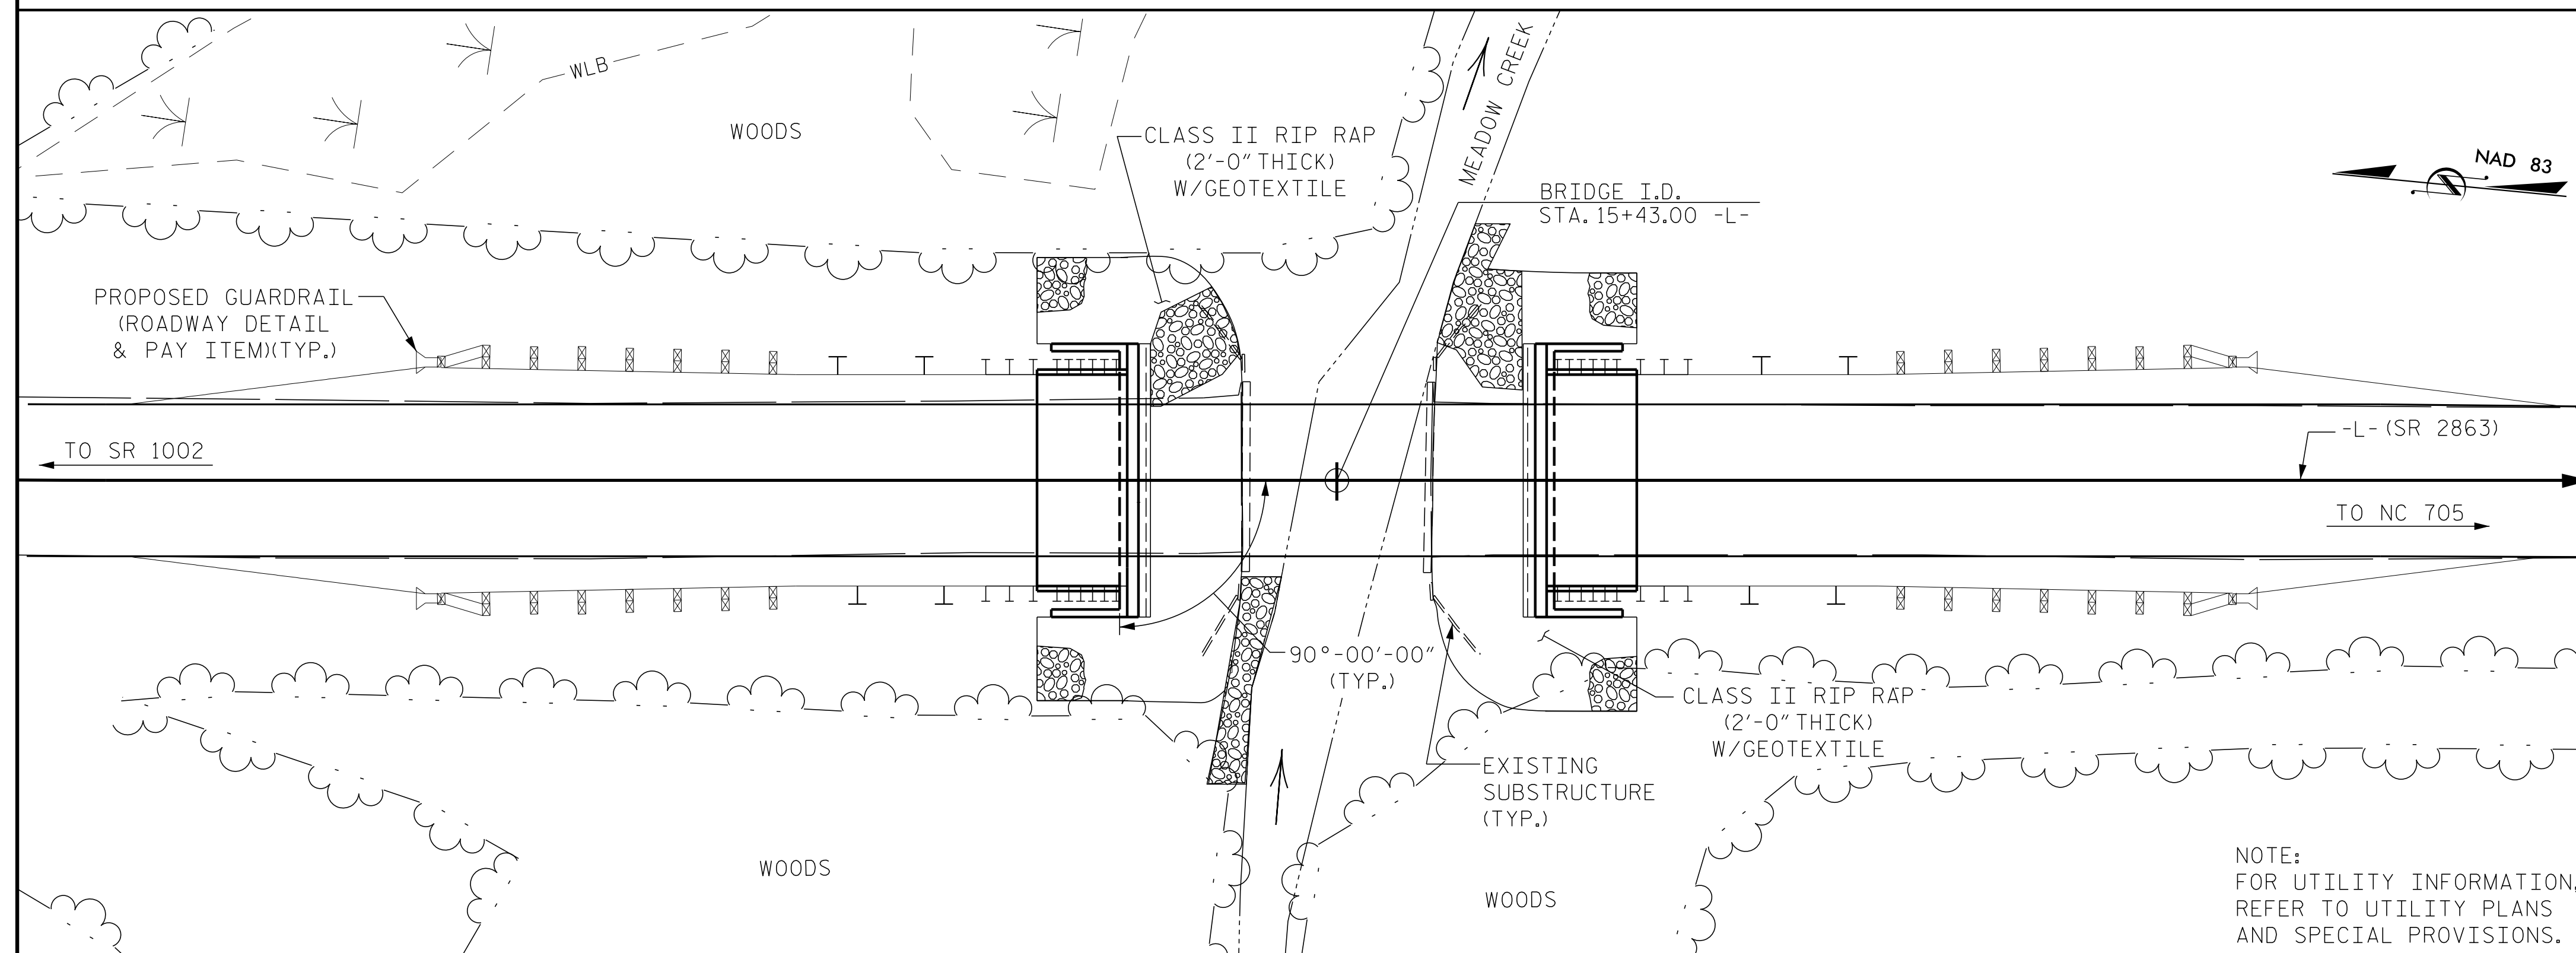 WLB
WOODS
CLASS II RIP RAP
(2'-0" THICK)
W/GEOTEXTILE
MEADOW CREEK
BRIDGE I.D.
STA. 15+43.00 -L-
NAD 83
PROPOSED GUARDRAIL
(ROADWAY DETAIL
& PAY ITEM)(TYP.)
TO SR 1002
-L- (SR 2863)
TO NC 705
90°-00'-00"
(TYP.)
CLASS II RIP RAP
(2'-0" THICK)
W/GEOTEXTILE
EXISTING
SUBSTRUCTURE
(TYP.)
WOODS
WOODS
NOTE:
FOR UTILITY INFORMATION,
REFER TO UTILITY PLANS
AND SPECIAL PROVISIONS.